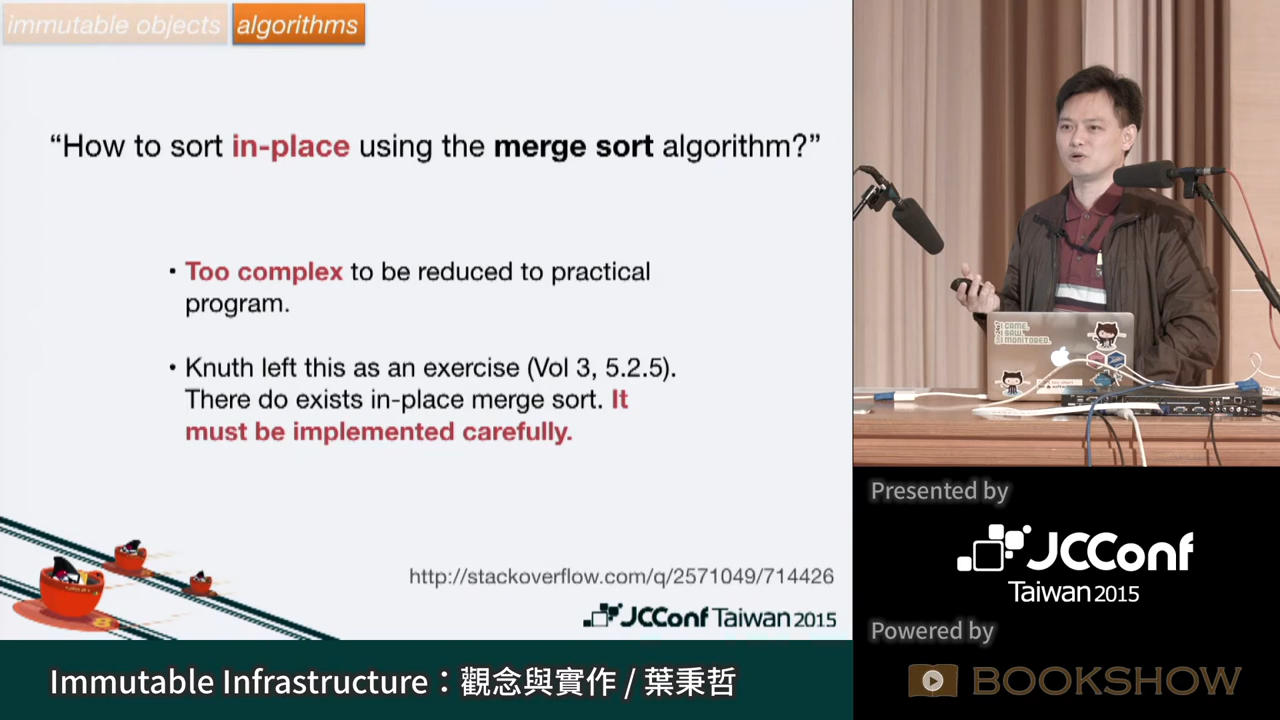 immutable objects
algorithms
“How to sort in-place using the merge sort algorithm?”
• Too complex to be reduced to practical
program.
• Knuth left this as an exercise (Vol 3, 5.2.5).
There do exists in-place merge sort. It
must be implemented carefully.
http://stackoverflow.com/q/2571049/714426
JCConf Taiwan 2015
Immutable Infrastructure：觀念與實作 / 葉秉哲
I CAME,
I SAW,
I MONITORED.
Presented by
JCConf
Taiwan 2015
Powered by
BOOKSHOW